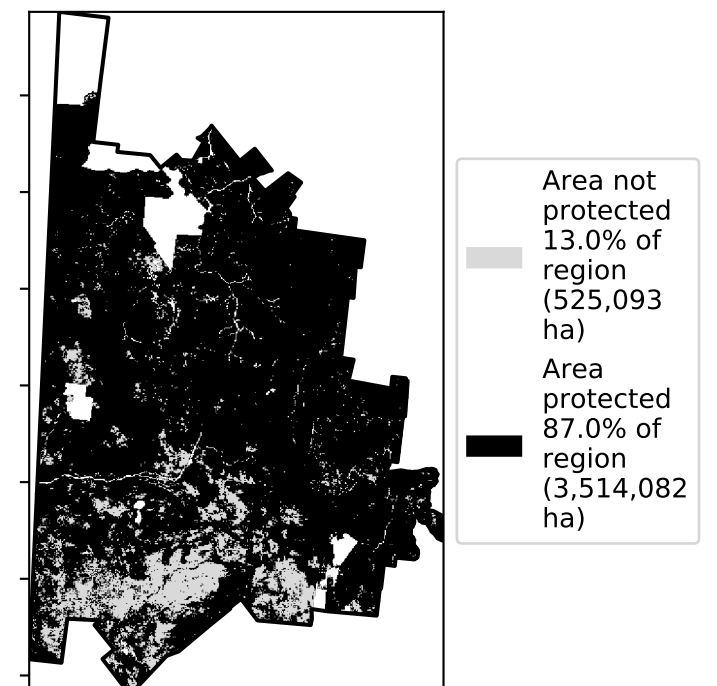 Area not
protected
13.0% of
region
(525,093
ha)
Area
protected
87.0% of
region
(3,514,082
ha)